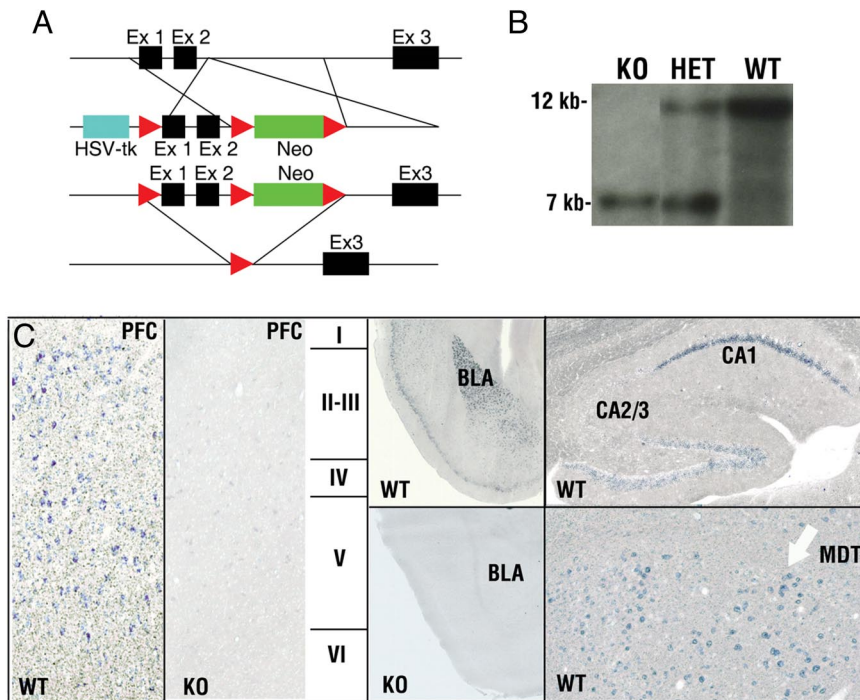 A
Ex 1 Ex 2 Ex 3
HSV-tk Ex 1 Ex 2 Neo
Ex 1 Ex 2 Neo Ex3
Ex3
B
KO HET WT
12 kb-
7 kb-
C
PFC
WT
PFC
KO
I
II-III
IV
V
VI
BLA
WT
CA1
CA2/3
WT
BLA
KO
MDT
WT